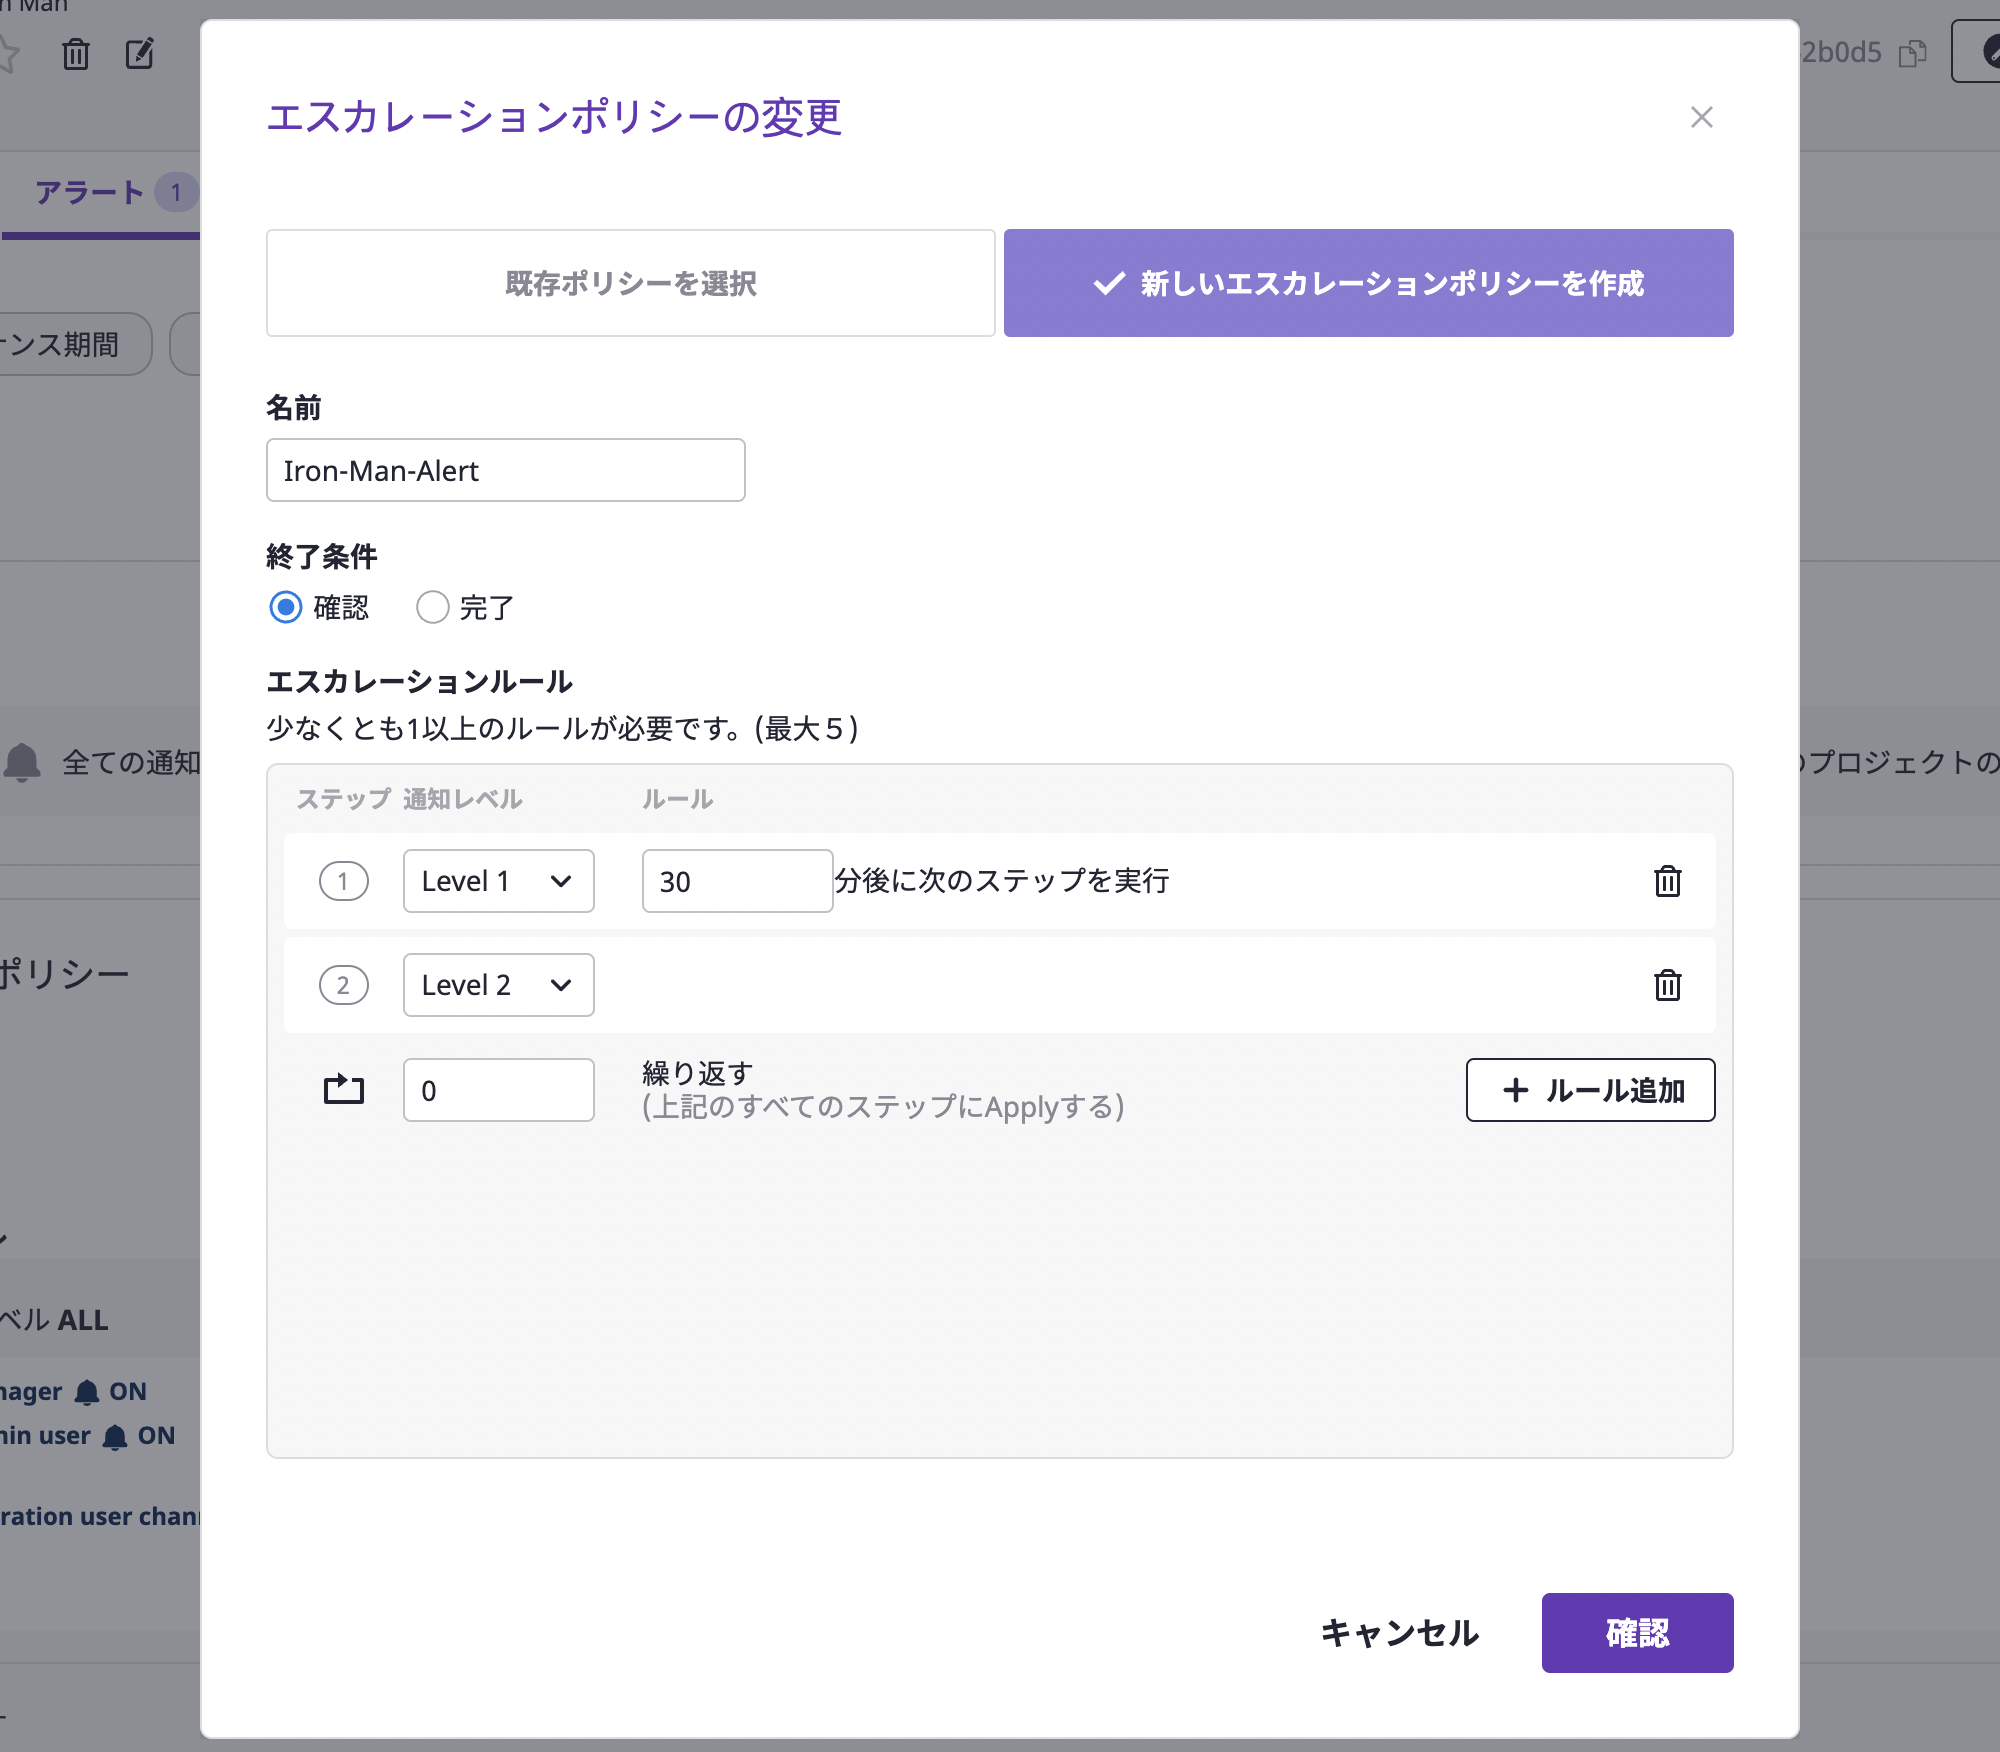 n Man
2b0d5
エスカレーションポリシーの変更
アラート 1
既存ポリシーを選択
新しいエスカレーションポリシーを作成
ナンス期間
名前
Iron-Man-Alert
終了条件
確認 完了
エスカレーションルール
少なくとも1以上のルールが必要です。(最大５)
全ての通知
のプロジェクトの
ステップ 通知レベル ルール
1 Level 1 30 分後に次のステップを実行
ポリシー
2 Level 2
0 繰り返す
(上記のすべてのステップにApplyする)
+ ルール追加
ベル ALL
nager ON
min user ON
ration user chan
キャンセル 確認